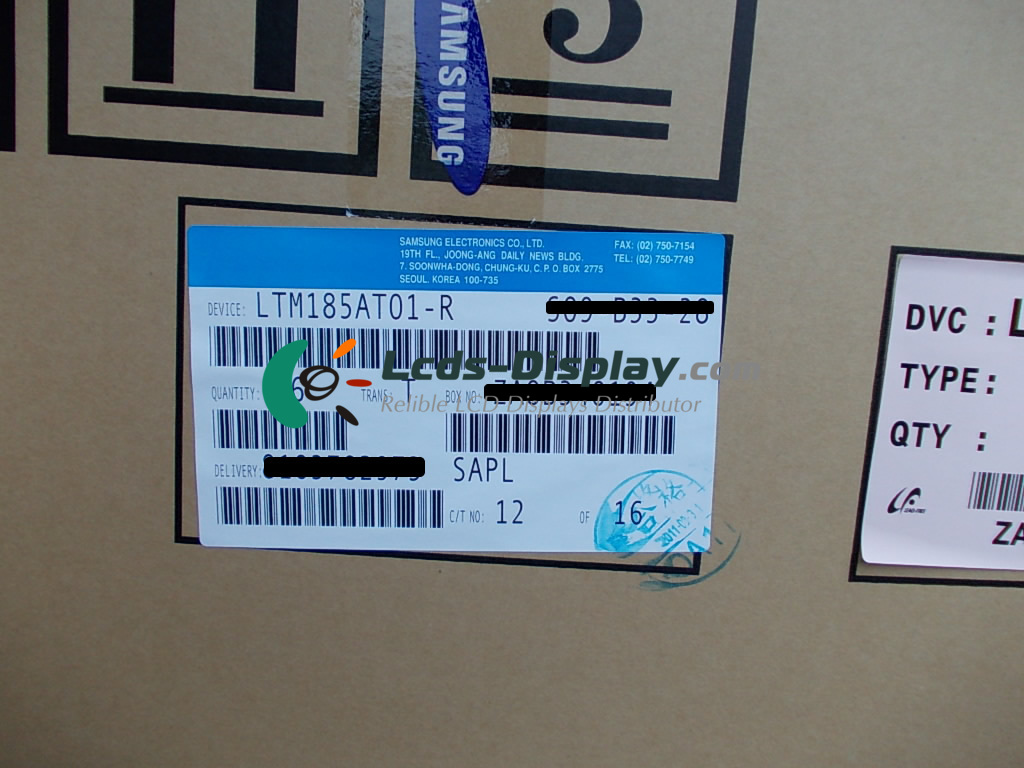 SAMSUNG
SAMSUNG ELECTRONICS CO., LTD.
19TH FL., JOONG-ANG DAILY NEWS BLDG.
7. SOONWHA-DONG, CHUNG-KU, C. P. O. BOX 2775
SEOUL. KOREA 100-735
FAX: (02) 750-7154
TEL: (02) 750-7749
DEVICE: LTM185AT01-R
Lcds-Display.com
QUANTITY: 6 TRANS: T BOX NO:
Relible LCD Displays Distributor
DELIVERY: SAPL
C/T NO: 12 OF 16
DVC : L
TYPE:
QTY :
ZA